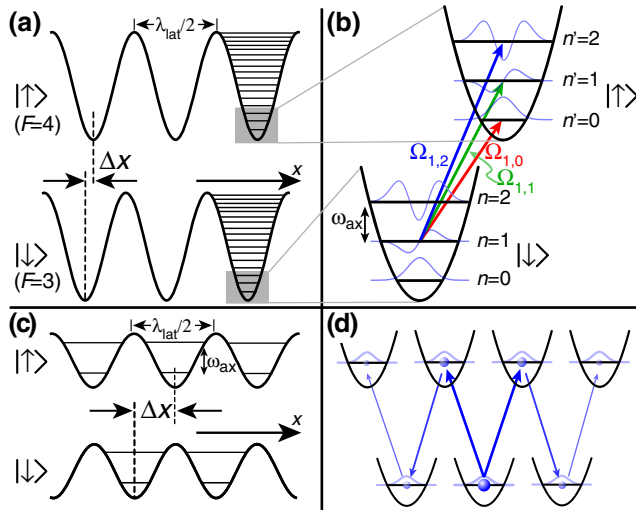 (a)
λlat/2
|↑⟩
(F=4)
Δx
x
|↓⟩
(F=3)
(b)
n'=2
n'=1
|↑⟩
n'=0
Ω1,2
Ω1,0
Ω1,1
n=2
ωax
n=1
|↓⟩
n=0
(c)
λlat/2
|↑⟩
ωax
Δx
x
|↓⟩
(d)